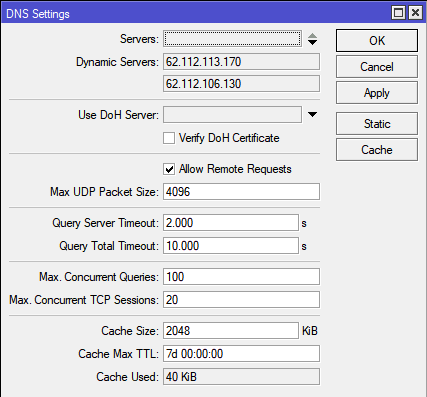 DNS Settings
Servers:
OK
Dynamic Servers: 62.112.113.170
Cancel
62.112.106.130
Apply
Use DoH Server:
Static
Verify DoH Certificate
Cache
Allow Remote Requests
Max UDP Packet Size: 4096
Query Server Timeout: 2.000 s
Query Total Timeout: 10.000 s
Max. Concurrent Queries: 100
Max. Concurrent TCP Sessions: 20
Cache Size: 2048 KiB
Cache Max TTL: 7d 00:00:00
Cache Used: 40 KiB